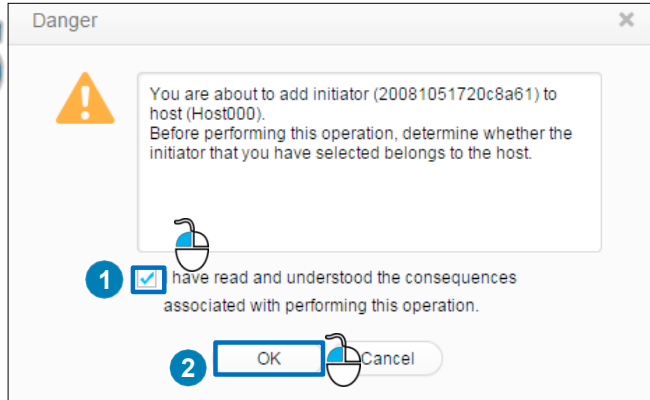 Danger
You are about to add initiator (20081051720c8a61) to
host (Host000).
Before performing this operation, determine whether the
initiator that you have selected belongs to the host.
1 have read and understood the consequences
associated with performing this operation.
2 OK Cancel